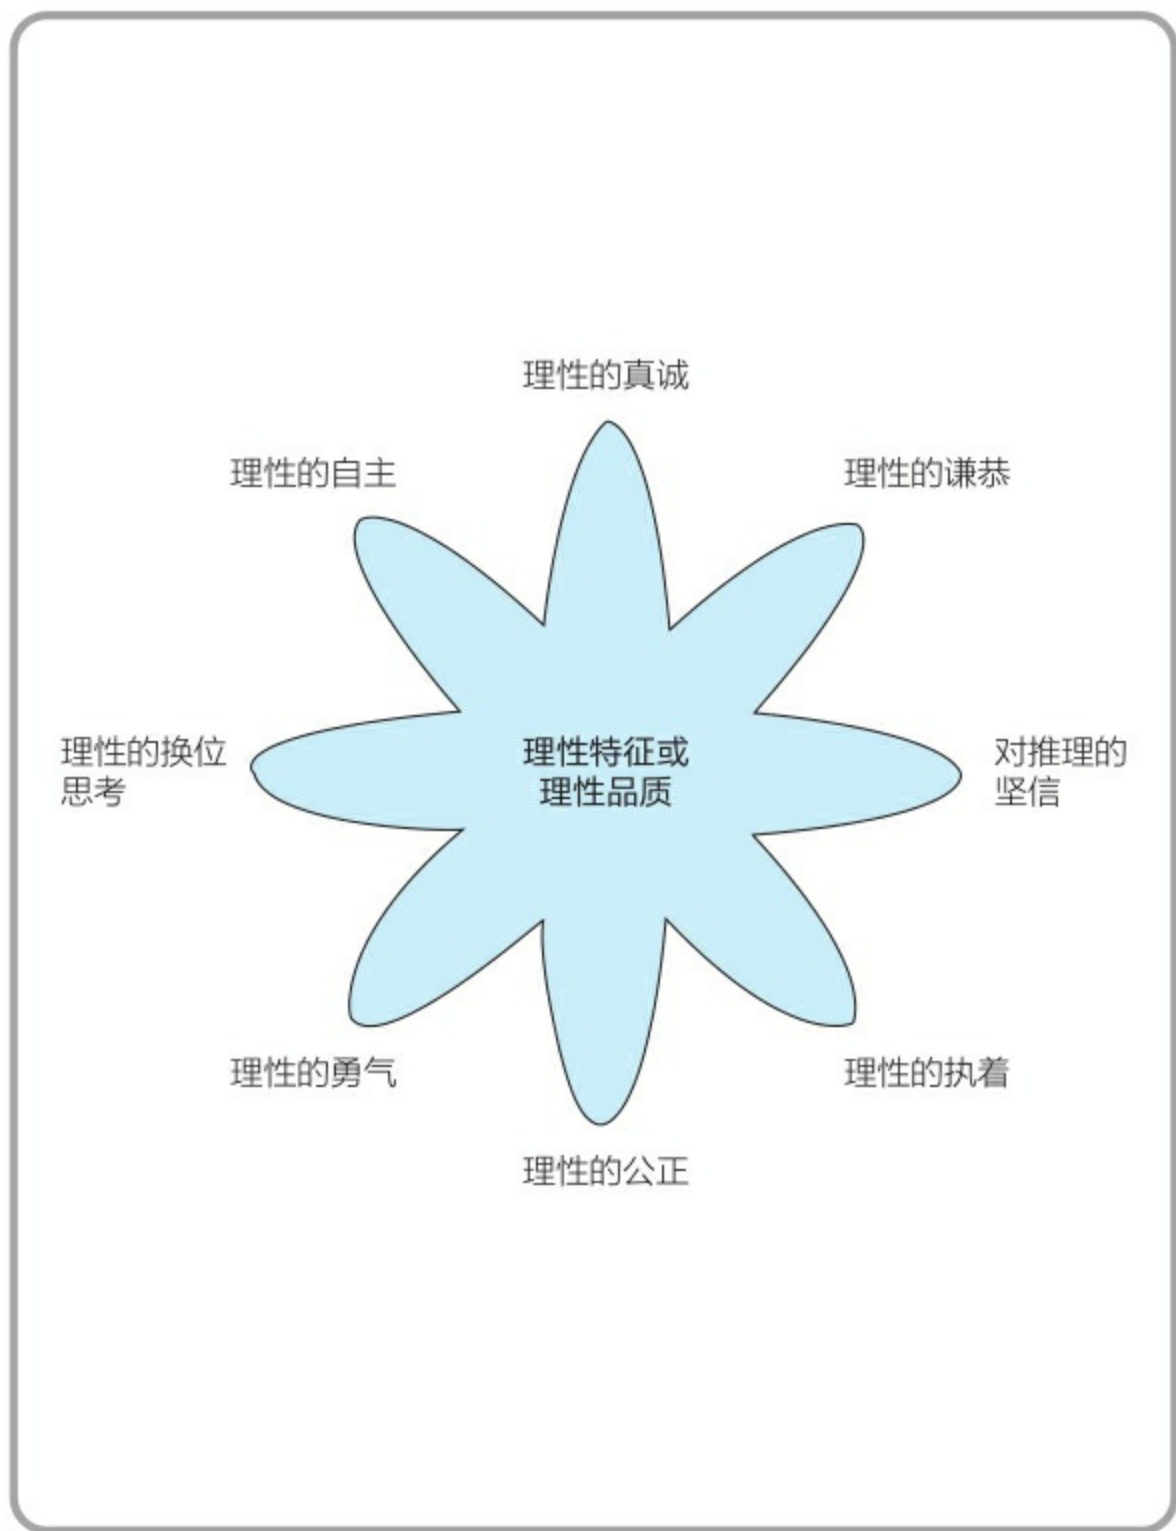 理性的真诚
理性的自主
理性的谦恭
理性的换位
思考
理性特征或
理性品质
对推理的
坚信
理性的勇气
理性的执着
理性的公正